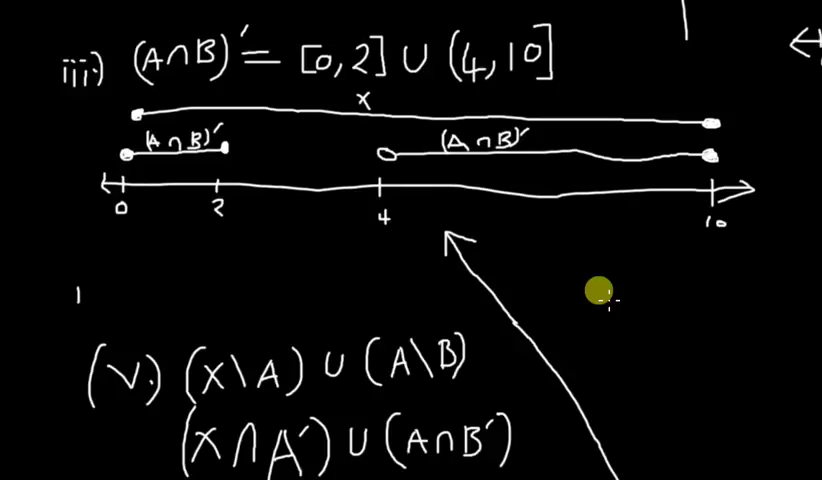 iii.) (A∩B)′ = [0,2] ∪ (4,10]
X
(A∩B)′ (A∩B)′
0 2 4 10
(V.) (X\A) ∪ (A\B)
(X∩A′) ∪ (A∩B′)